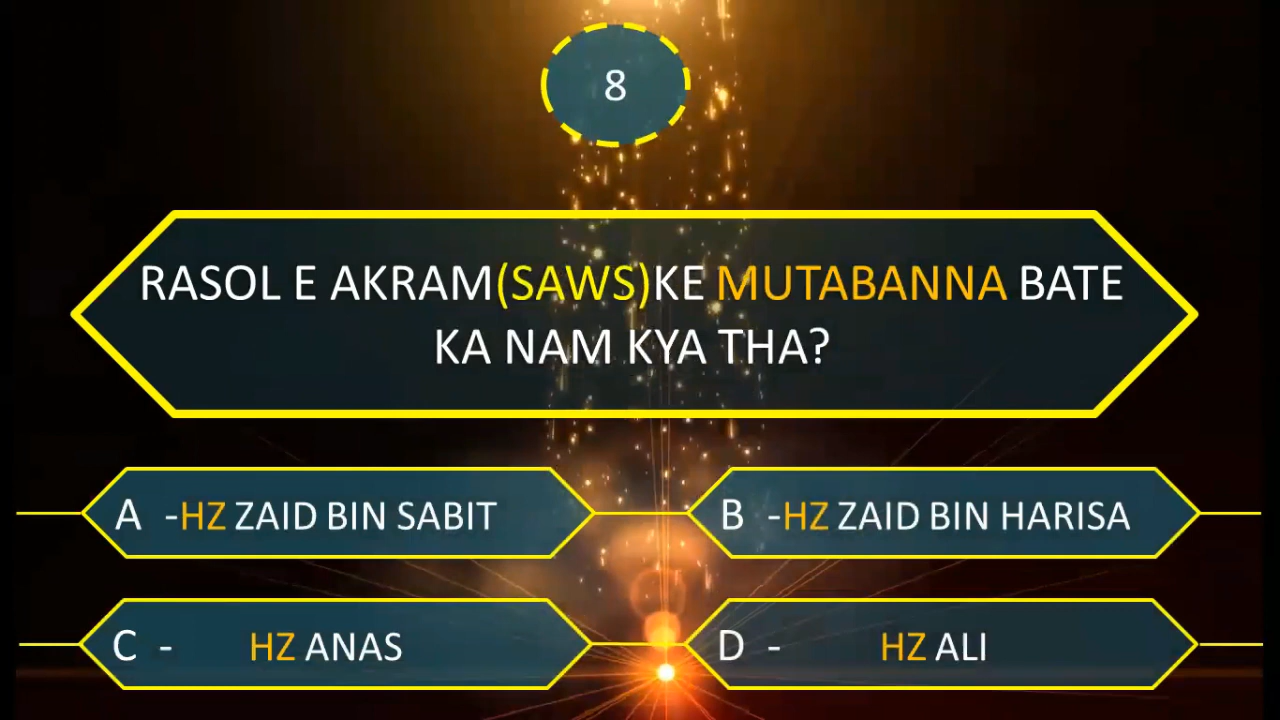 8
RASOL E AKRAM(SAWS)KE MUTABANNA BATE
KA NAM KYA THA?
A -HZ ZAID BIN SABIT
B -HZ ZAID BIN HARISA
C - HZ ANAS
D - HZ ALI